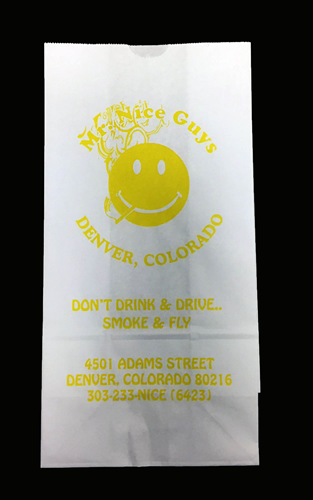 Mr. Nice Guys
DENVER, COLORADO
DON'T DRINK & DRIVE..
SMOKE & FLY
4501 ADAMS STREET
DENVER, COLORADO 80216
303-233-NICE (6423)